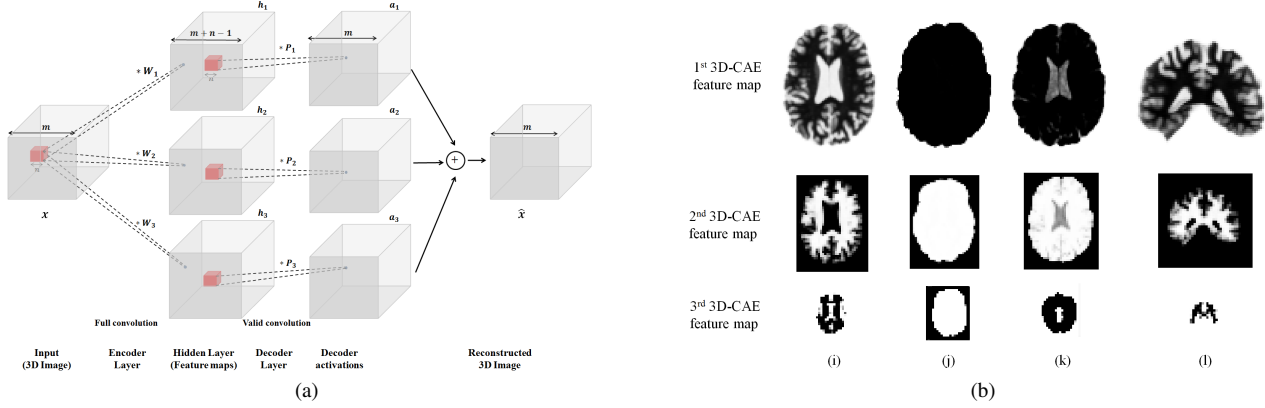 h₁
a₁
m + n − 1
m
* P₁
n
* W₁
h₂
a₂
m
n
* W₂
* P₂
+
m
x
x̂
h₃
a₃
* W₃
* P₃
n
Full convolution
Valid convolution
Input
(3D Image)
Encoder
Layer
Hidden Layer
(Feature maps)
Decoder
Layer
Decoder
activations
Reconstructed
3D Image
(a)
1ˢᵗ 3D-CAE
feature map
2ⁿᵈ 3D-CAE
feature map
3ʳᵈ 3D-CAE
feature map
(i)
(j)
(k)
(l)
(b)